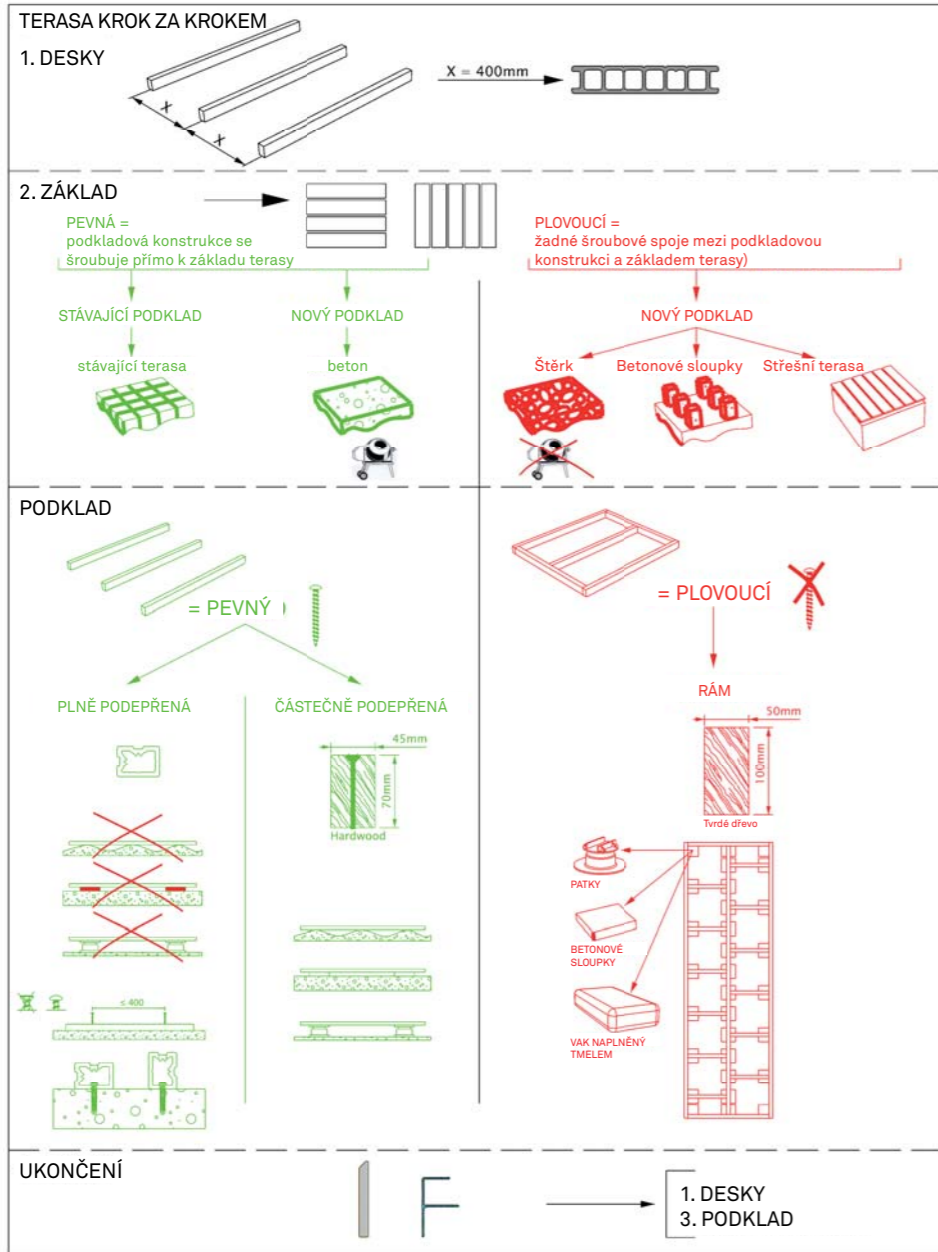 TERASA KROK ZA KROKEM
1. DESKY
X
X
X = 400mm
2. ZÁKLAD
PEVNÁ =
podkladová konstrukce se
šroubuje přímo k základu terasy
PLOVOUCÍ =
žádné šroubové spoje mezi podkladovou
konstrukci a základem terasy)
STÁVAJÍCÍ PODKLAD
NOVÝ PODKLAD
NOVÝ PODKLAD
stávající terasa
beton
Štěrk
Betonové sloupky
Střešní terasa
PODKLAD
= PEVNÝ )
= PLOVOUCÍ
PLNĚ PODEPŘENÁ
ČÁSTEČNĚ PODEPŘENÁ
RÁM
45mm
70mm
Hardwood
50mm
100mm
Tvrdé dřevo
PATKY
BETONOVÉ
SLOUPKY
VAK NAPLNĚNÝ
TMELEM
≤ 400
UKONČENÍ
1. DESKY
3. PODKLAD